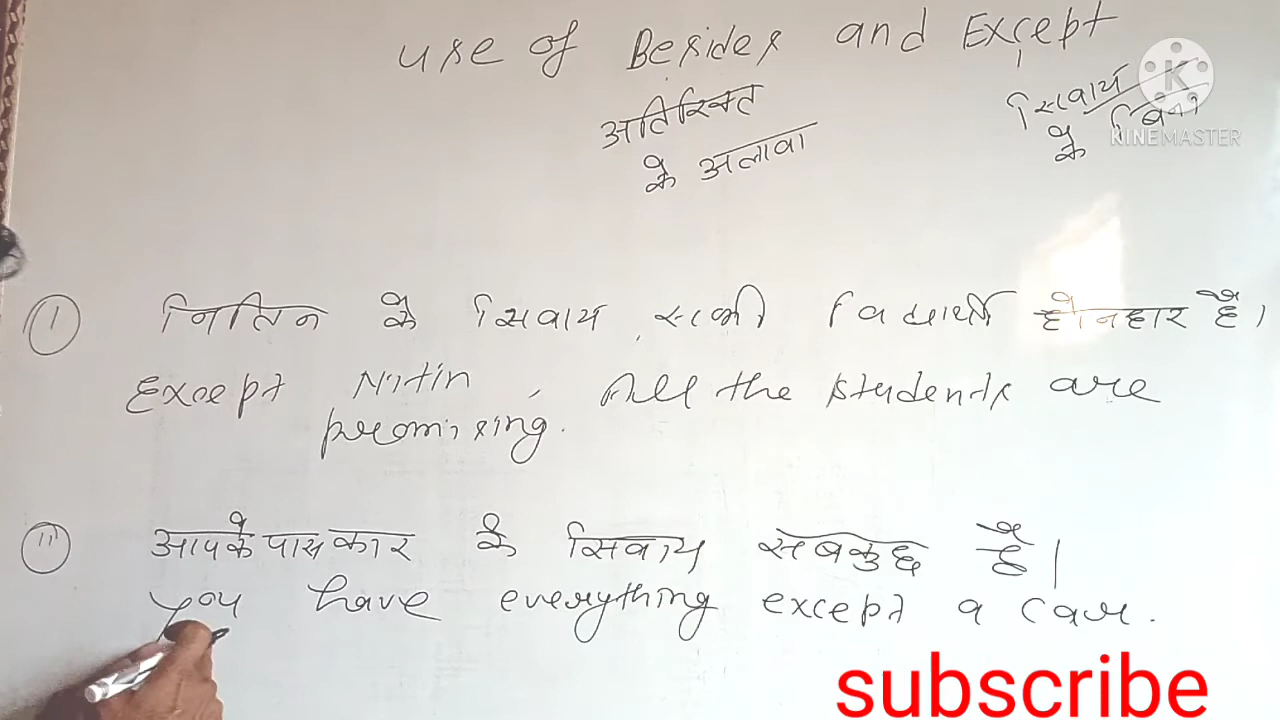 use of Besides and Except
अतिरिक्त
के अलावा
सिवाय
के बिना
KINEMASTER
I नितिन के सिवाय सभी विद्यार्थी होनहार हैं।
Except Nitin, All the students are
promising.
II आपके पास कार के सिवाय सबकुछ है।
You have everything except a car.
subscribe